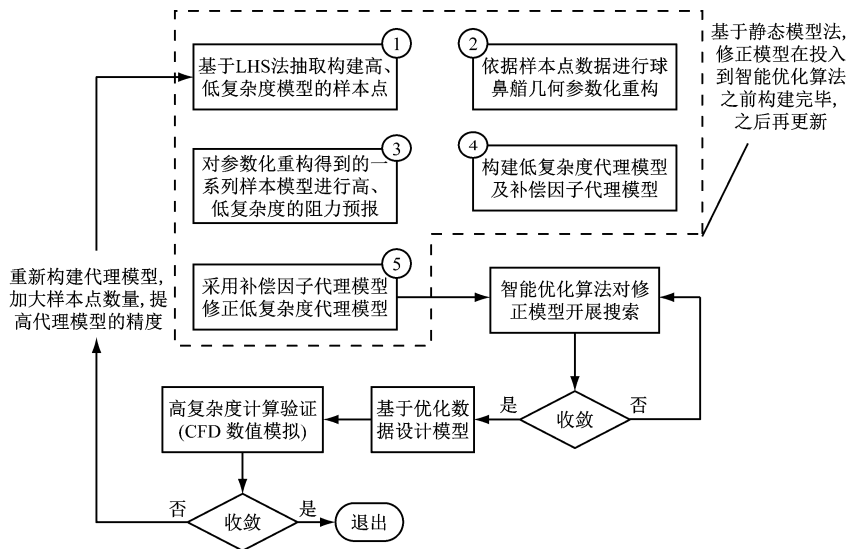 1
基于LHS法抽取构建高、
低复杂度模型的样本点
2
依据样本点数据进行球
鼻艏几何参数化重构
基于静态模型法,
修正模型在投入
到智能优化算法
之前构建完毕,
之后再更新
3
对参数化重构得到的一
系列样本模型进行高、
低复杂度的阻力预报
4
构建低复杂度代理模型
及补偿因子代理模型
5
采用补偿因子代理模型
修正低复杂度代理模型
智能优化算法对修
正模型开展搜索
重新构建代理模型,
加大样本点数量,提
高代理模型的精度
收敛
是
否
基于优化数
据设计模型
高复杂度计算验证
(CFD 数值模拟)
否
收敛
是
退出